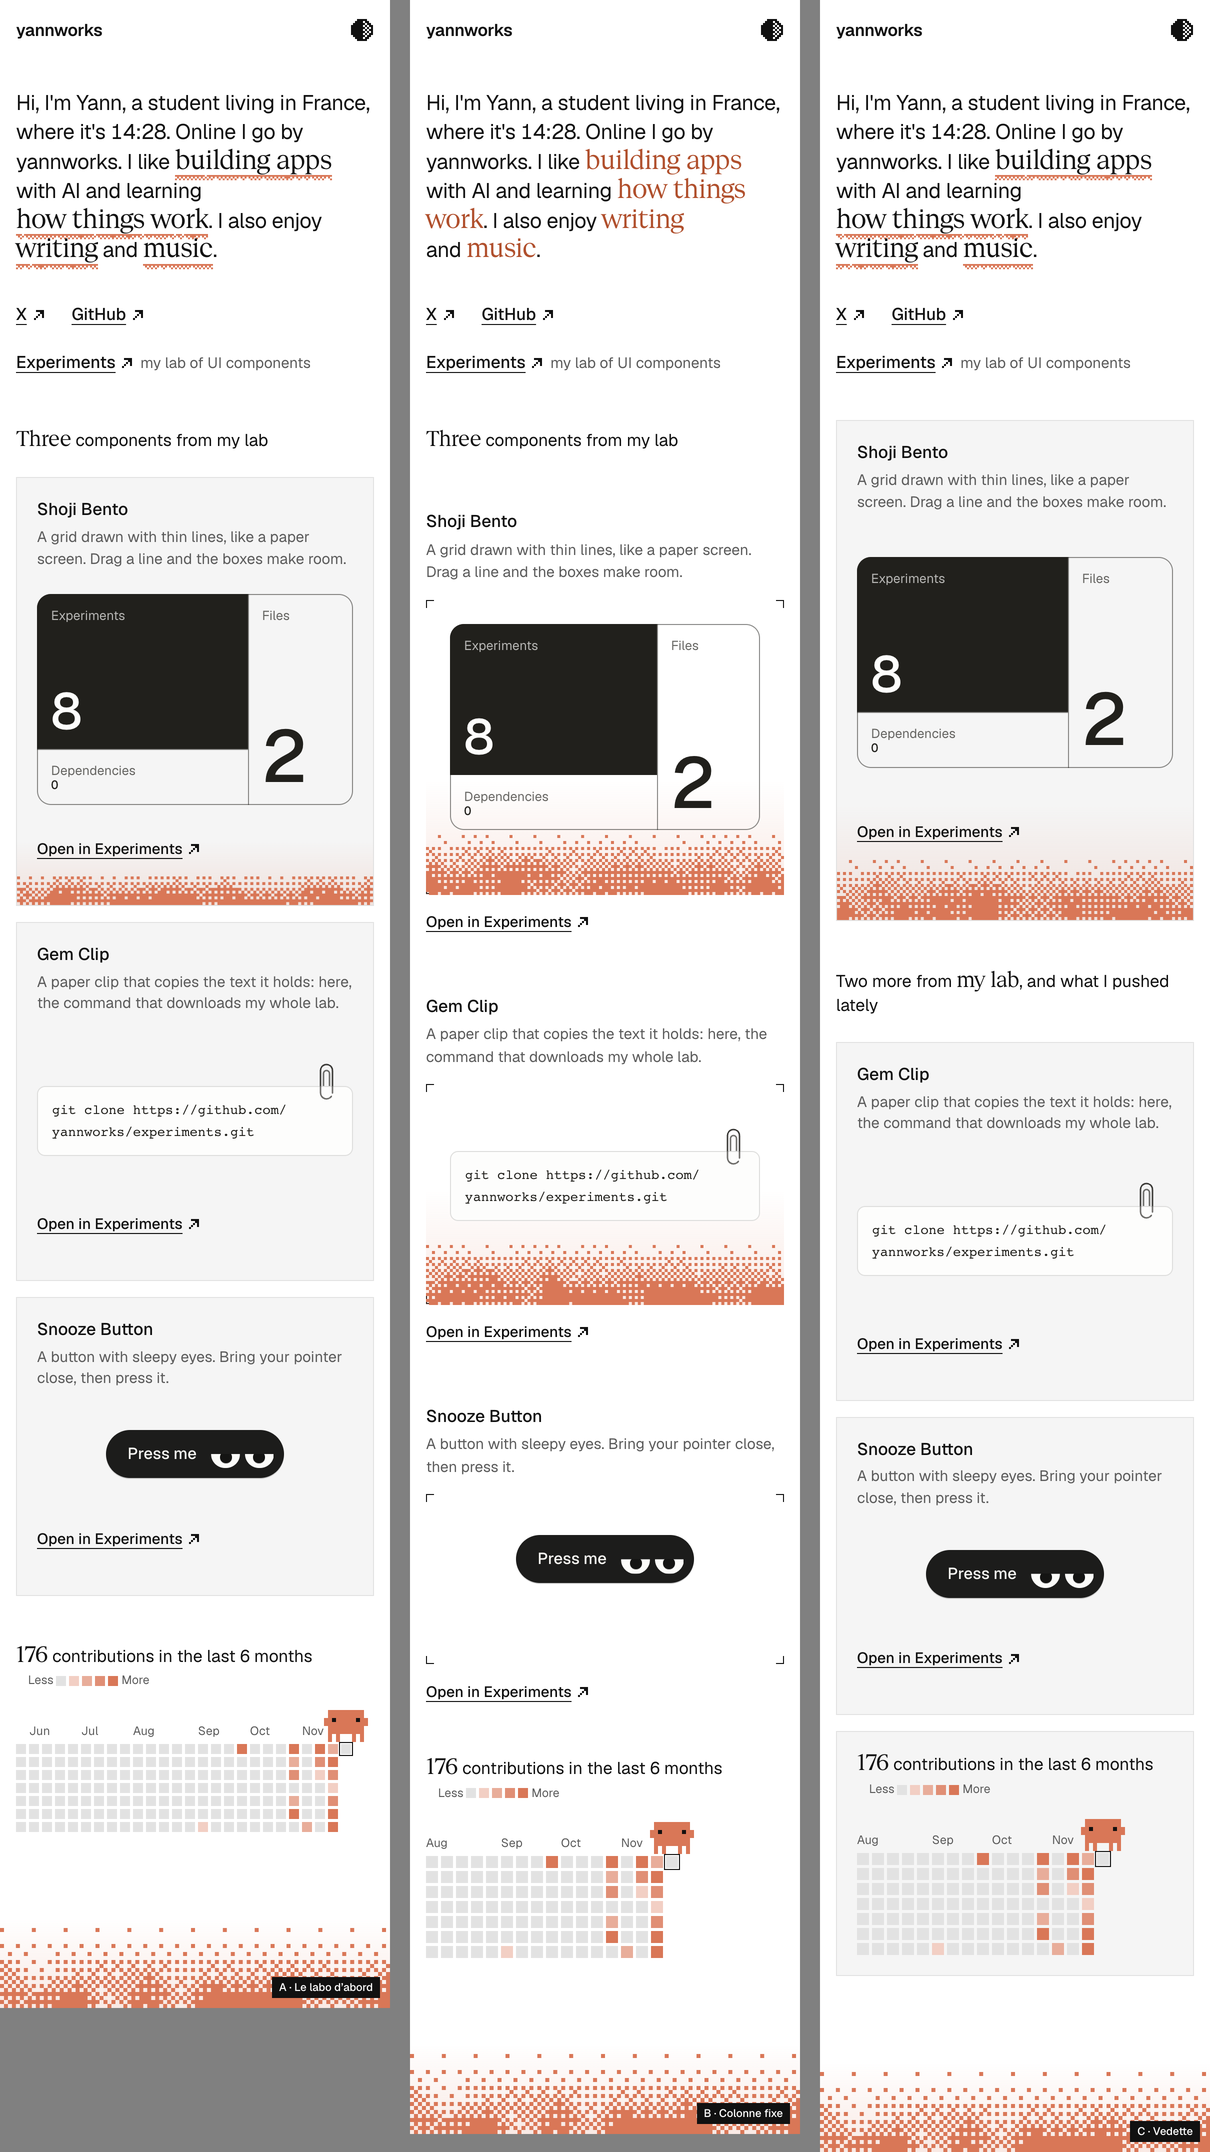 yannworks
Hi, I'm Yann, a student living in France,
where it's 14:28. Online I go by
yannworks. I like building apps
with AI and learning
how things work. I also enjoy
writing and music.
X
GitHub
Experiments my lab of UI components
Three components from my lab
Shoji Bento
A grid drawn with thin lines, like a paper
screen. Drag a line and the boxes make room.
Experiments
Files
8
2
Dependencies
0
Open in Experiments
Gem Clip
A paper clip that copies the text it holds: here,
the command that downloads my whole lab.
git clone https://github.com/
yannworks/experiments.git
Open in Experiments
Snooze Button
A button with sleepy eyes. Bring your pointer
close, then press it.
Press me
Open in Experiments
176 contributions in the last 6 months
Less More
Jun Jul Aug Sep Oct Nov
A · Le labo d'abord
yannworks
Hi, I'm Yann, a student living in France,
where it's 14:28. Online I go by
yannworks. I like building apps
with AI and learning how things
work. I also enjoy writing
and music.
X
GitHub
Experiments my lab of UI components
Three components from my lab
Shoji Bento
A grid drawn with thin lines, like a paper screen.
Drag a line and the boxes make room.
Experiments
Files
8
2
Dependencies
0
Open in Experiments
Gem Clip
A paper clip that copies the text it holds: here, the
command that downloads my whole lab.
git clone https://github.com/
yannworks/experiments.git
Open in Experiments
Snooze Button
A button with sleepy eyes. Bring your pointer close,
then press it.
Press me
Open in Experiments
176 contributions in the last 6 months
Less More
Aug Sep Oct Nov
B · Colonne fixe
yannworks
Hi, I'm Yann, a student living in France,
where it's 14:28. Online I go by
yannworks. I like building apps
with AI and learning
how things work. I also enjoy
writing and music.
X
GitHub
Experiments my lab of UI components
Shoji Bento
A grid drawn with thin lines, like a paper
screen. Drag a line and the boxes make room.
Experiments
Files
8
2
Dependencies
0
Open in Experiments
Two more from my lab, and what I pushed
lately
Gem Clip
A paper clip that copies the text it holds: here,
the command that downloads my whole lab.
git clone https://github.com/
yannworks/experiments.git
Open in Experiments
Snooze Button
A button with sleepy eyes. Bring your pointer
close, then press it.
Press me
Open in Experiments
176 contributions in the last 6 months
Less More
Aug Sep Oct Nov
C · Vedette